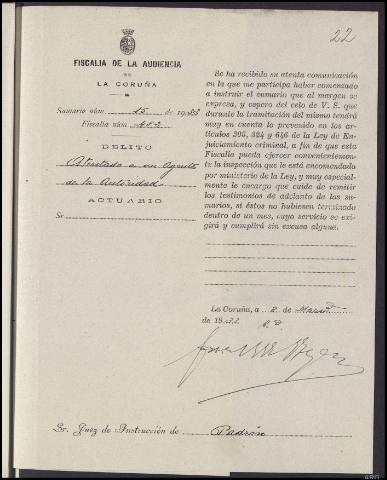 22
FISCALIA DE LA AUDIENCIA
DE
LA CORUÑA
Sumario núm. 15 de 1933
Fiscalía núm.
DELITO
Atentado a un Agente
de la Autoridad
ACTUARIO
Sr.
He recibido su atenta comunicación
en la que me participa haber comenzado
a instruir el sumario que al margen se
expresa, y espero del celo de V. S. que
durante la tramitación del mismo tendrá
muy en cuenta lo prevenido en los ar-
tículos 306, 324 y 646 de la Ley de En-
juiciamiento criminal, a fin de que esta
Fiscalía pueda ejercer convenientemen-
te la inspección que le está encomendada
por ministerio de la Ley, y muy especial-
mente le encargo que cuide de remitir
los testimonios de adelanto de los su-
marios, si éstos no hubiesen terminado
dentro de un mes, cuyo servicio se exi-
girá y cumplirá sin excusa alguna.
La Coruña, a 2 de Marzo
de 1933
Sr. Juez de Instrucción de Padrón